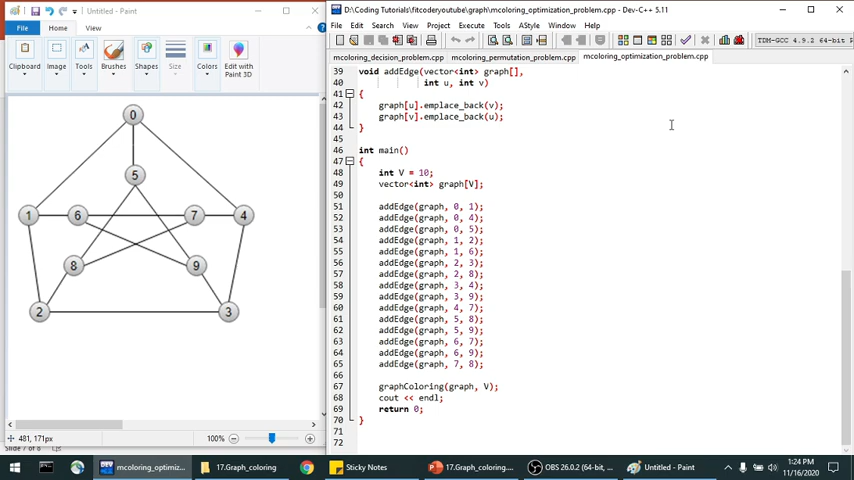 Untitled - Paint
File Home View
Clipboard Image Tools Brushes Shapes Size Colors Edit with
Paint 3D
0
5
1 6 7 4
8 9
2 3
481, 171px 100%
D:\Coding Tutorials\fitcoderyoutube\graph\mcoloring_optimization_problem.cpp - Dev-C++ 5.11
File Edit Search View Project Execute Tools AStyle Window Help
TDM-GCC 4.9.2 64-bit
mcoloring_decision_problem.cpp mcoloring_permutation_problem.cpp mcoloring_optimization_problem.cpp
39 void addEdge(vector<int> graph[],
40 int u, int v)
41 {
42 graph[u].emplace_back(v);
43 graph[v].emplace_back(u);
44 }
45
46 int main()
47 {
48 int V = 10;
49 vector<int> graph[V];
50
51 addEdge(graph, 0, 1);
52 addEdge(graph, 0, 4);
53 addEdge(graph, 0, 5);
54 addEdge(graph, 1, 2);
55 addEdge(graph, 1, 6);
56 addEdge(graph, 2, 3);
57 addEdge(graph, 2, 8);
58 addEdge(graph, 3, 4);
59 addEdge(graph, 3, 9);
60 addEdge(graph, 4, 7);
61 addEdge(graph, 5, 8);
62 addEdge(graph, 5, 9);
63 addEdge(graph, 6, 7);
64 addEdge(graph, 6, 9);
65 addEdge(graph, 7, 8);
66
67 graphColoring(graph, V);
68 cout << endl;
69 return 0;
70 }
71
72
Slide 7 of 8
mcoloring_optimiz... 17.Graph_coloring Sticky Notes 17.Graph_coloring.... OBS 26.0.2 (64-bit, ... Untitled - Paint 1:24 PM
11/16/2020